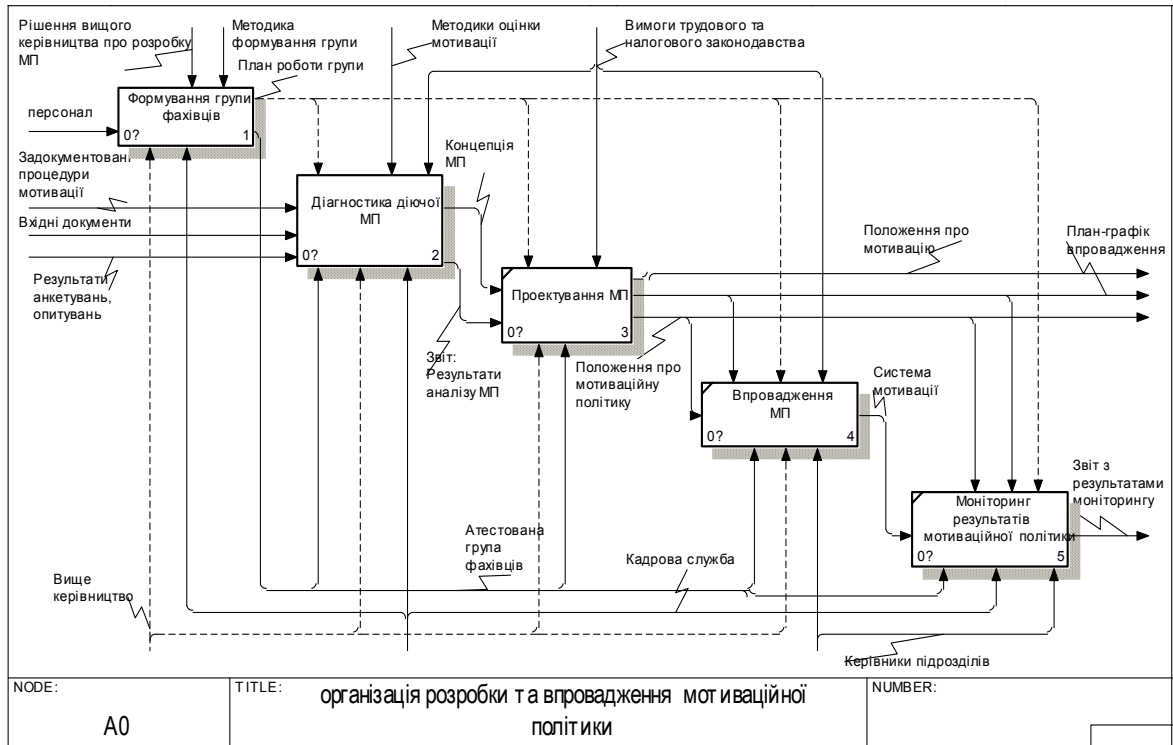 Рішення вищого
керівництва про розробку
МП
Методика
формування групи
План роботи групи
Методики оцінки
мотивації
Вимоги трудового та
налогового законодавства
персонал
Формування групи
фахівців
0? 1
Задокументовані
процедури
мотивації
Вхідні документи
Результати
анкетувань,
опитувань
Діагностика діючої
МП
0? 2
Концепція
МП
Звіт:
Результати
аналізу МП
Проектування МП
0? 3
Положення про
мотивацію
План-графік
впровадження
Положення про
мотиваційну
політику
Впровадження
МП
0? 4
Система
мотивації
Моніторинг
результатів
мотиваційної політики
0? 5
Звіт з
результатами
моніторингу
Атестована
група
фахівців
Кадрова служба
Вище
керівництво
Керівники підрозділів
NODE:
A0
TITLE:
організація розробки та впровадження мотиваційної
політики
NUMBER: